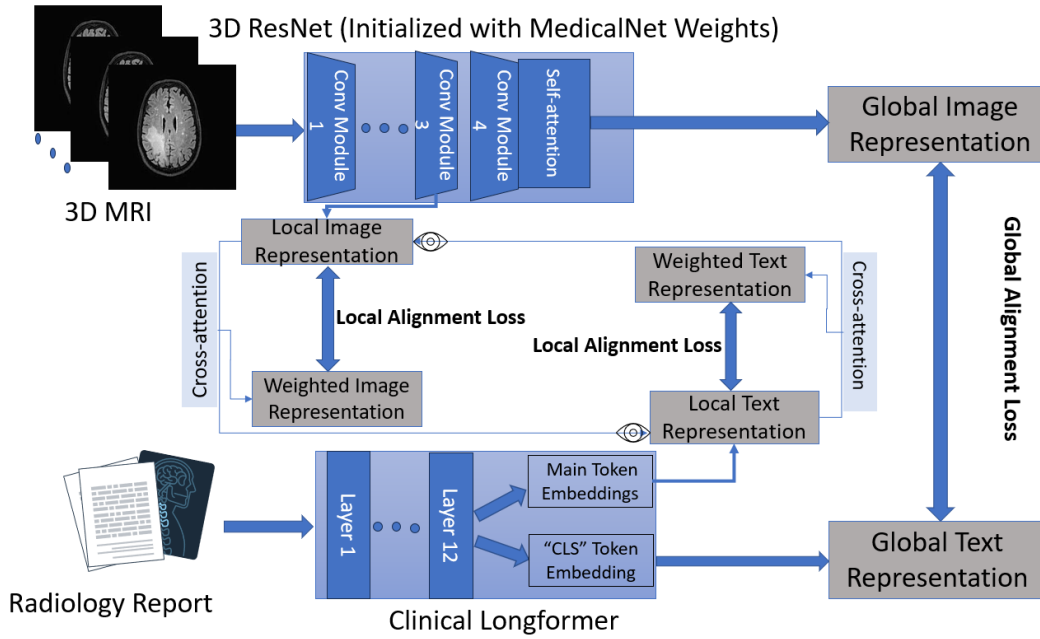 3D ResNet (Initialized with MedicalNet Weights)
Conv Module
1
Conv Module
3
Conv Module
4
Self-attention
Global Image
Representation
3D MRI
Local Image
Representation
Weighted Text
Representation
Cross-attention
Cross-attention
Global Alignment
Loss
Local Alignment Loss
Local Alignment Loss
Weighted Image
Representation
Local Text
Representation
Layer 1
Layer 12
Main Token
Embeddings
"CLS" Token
Embedding
Global Text
Representation
Radiology Report
Clinical Longformer